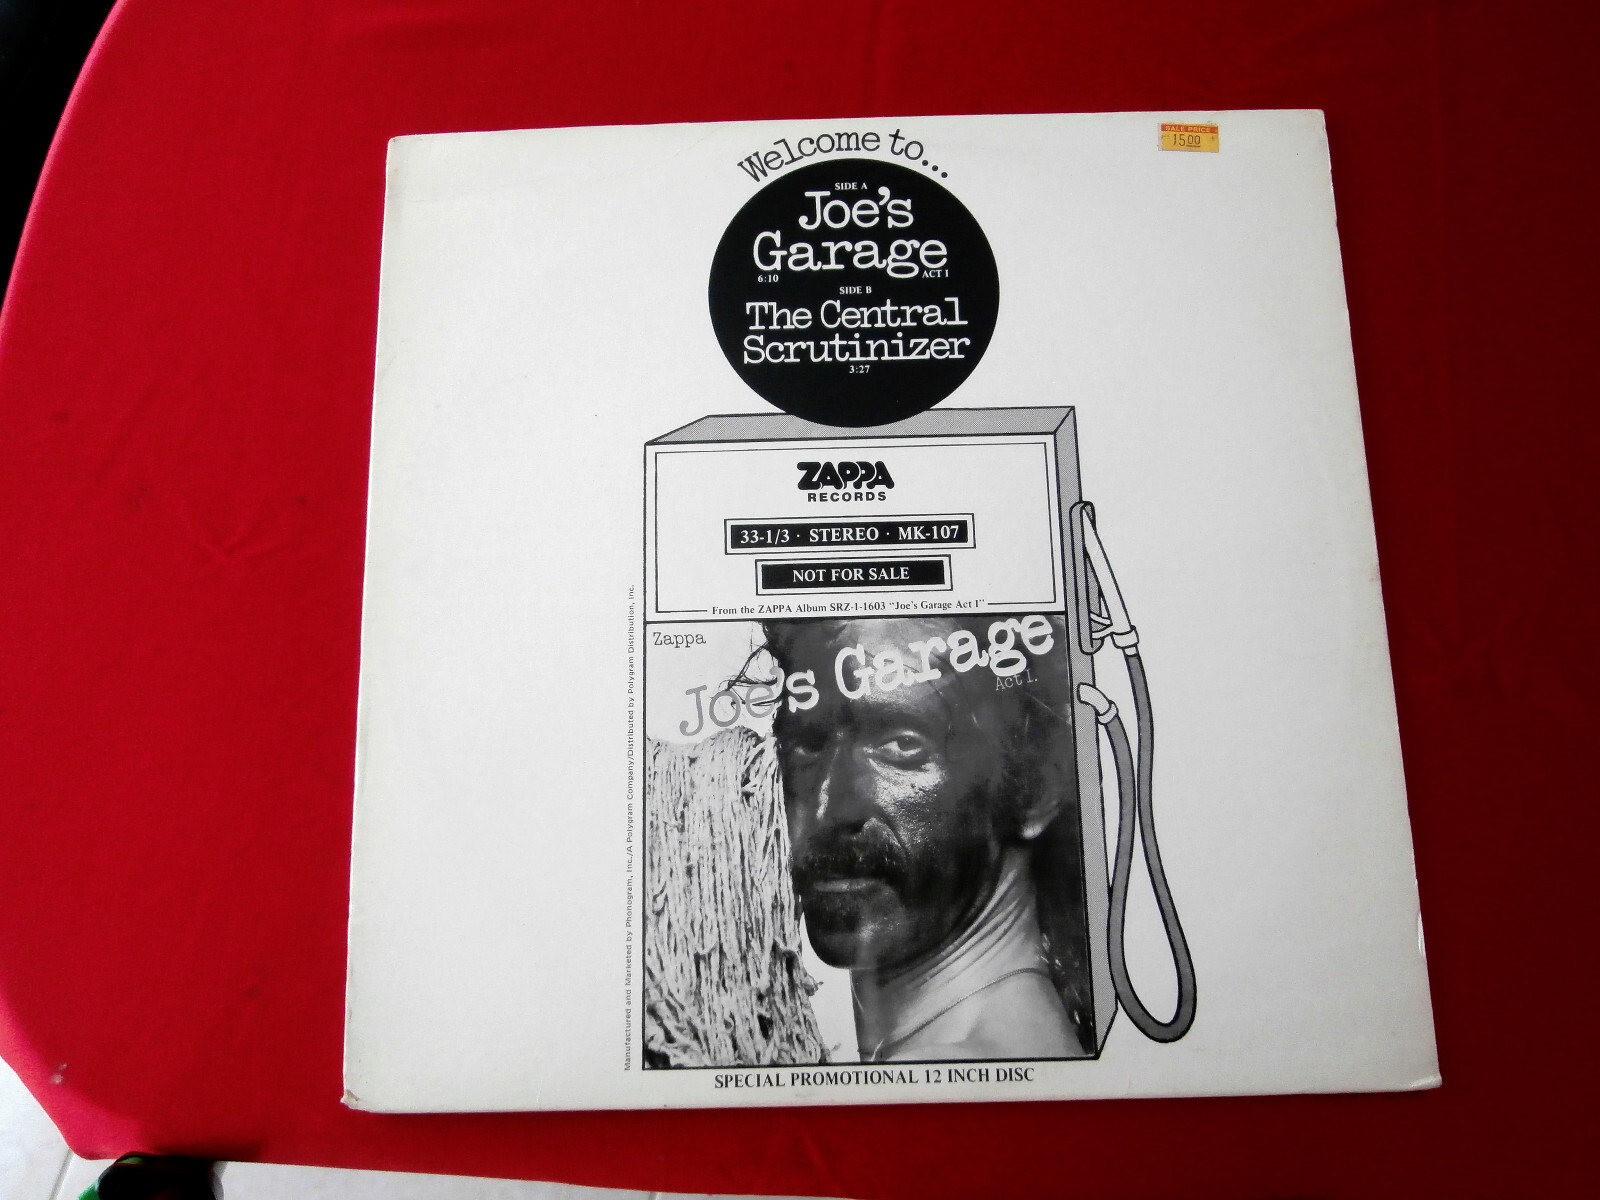 Welcome to...
SALE PRICE
15.00
SIDE A
Joe's
Garage
6:10 ACT I
SIDE B
The Central
Scrutinizer
3:27
ZAPPA
RECORDS
33-1/3 · STEREO · MK-107
NOT FOR SALE
From the ZAPPA Album SRZ-1-1603 "Joe's Garage Act I"
Zappa
Joe's Garage
Act I.
Manufactured and Marketed by Phonogram, Inc./A Polygram Company/Distributed by Polygram Distribution, Inc.
SPECIAL PROMOTIONAL 12 INCH DISC